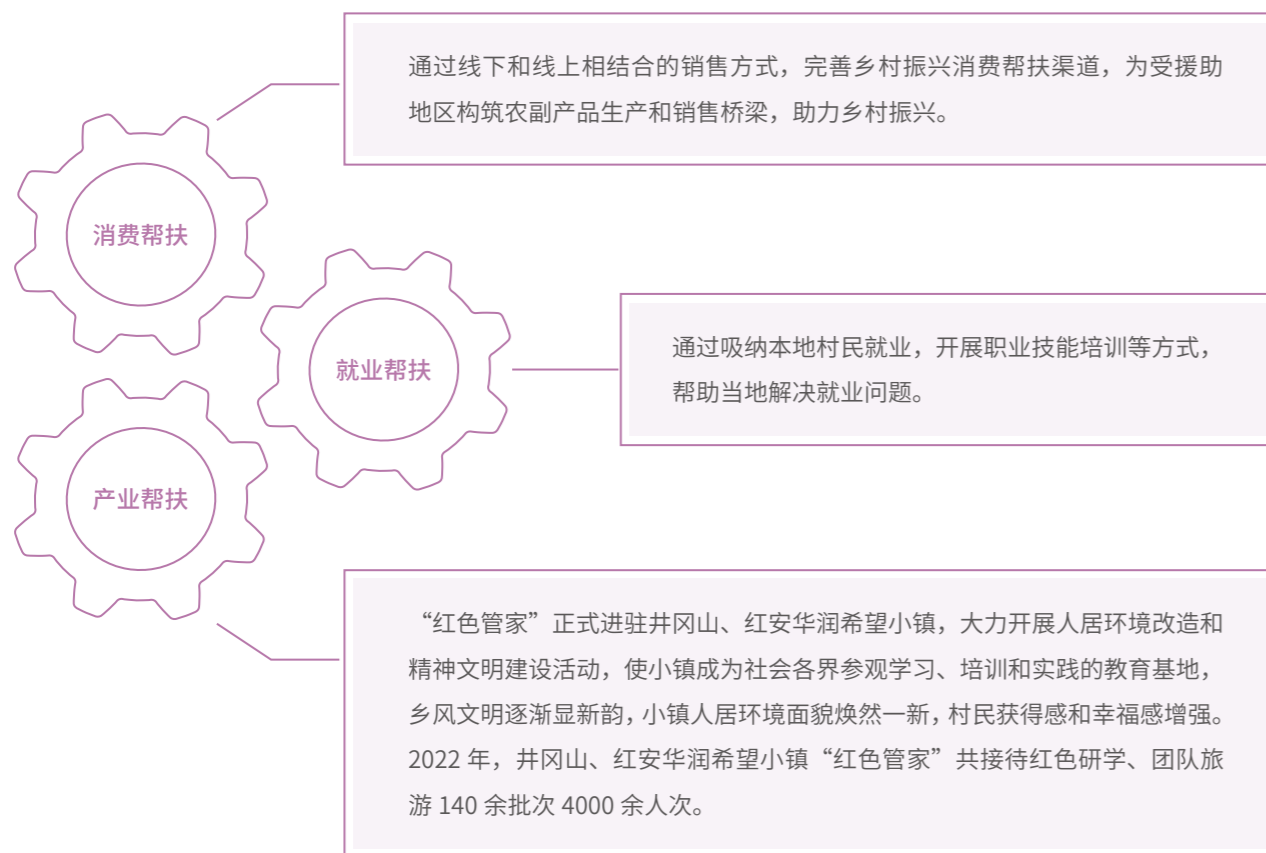 通过线下和线上相结合的销售方式，完善乡村振兴消费帮扶渠道，为受援助
地区构筑农副产品生产和销售桥梁，助力乡村振兴。
消费帮扶
通过吸纳本地村民就业，开展职业技能培训等方式，
帮助当地解决就业问题。
就业帮扶
产业帮扶
“红色管家”正式进驻井冈山、红安华润希望小镇，大力开展人居环境改造和
精神文明建设活动，使小镇成为社会各界参观学习、培训和实践的教育基地，
乡风文明逐渐显新韵，小镇人居环境面貌焕然一新，村民获得感和幸福感增强。
2022 年，井冈山、红安华润希望小镇“红色管家”共接待红色研学、团队旅
游 140 余批次 4000 余人次。